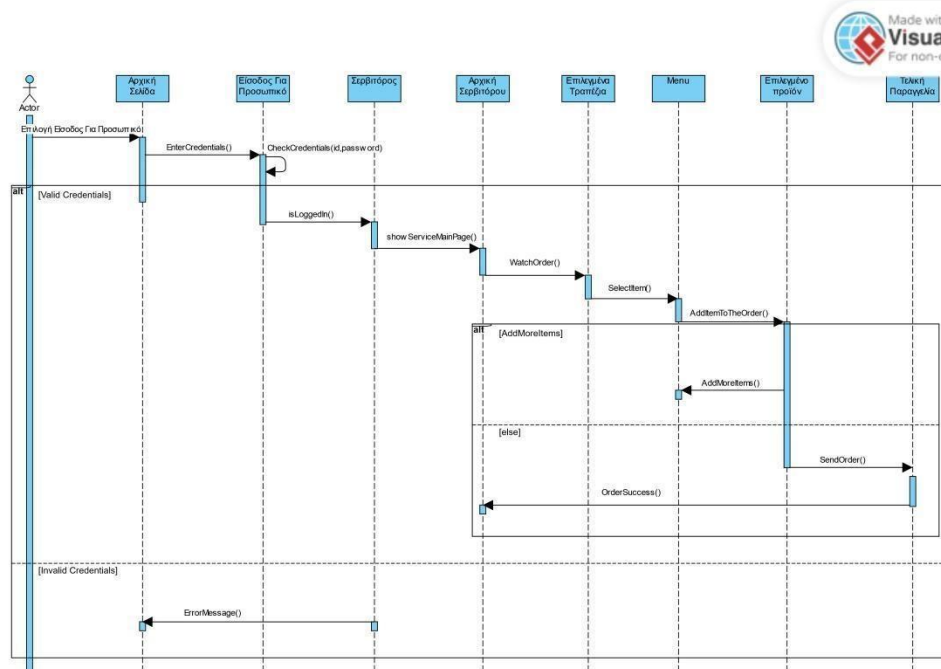 Made with
Visua
For non-c
Actor
Αρχική
Σελίδα
Είσοδος Για
Προσωπικό
Σερβιτόρος
Αρχική
Σερβιτόρου
Επιλεγμένα
Τραπέζια
Menu
Επιλεγμένο
προϊόν
Τελική
Παραγγελία
Επιλογή Είσοδος Για Προσωπικό
EnterCredentials()
CheckCredentials(id,password)
alt
[Valid Credentials]
isLoggedIn()
showServiceMainPage()
WatchOrder()
SelectItem()
AddItemToTheOrder()
alt
[AddMoreItems]
AddMoreItems()
[else]
SendOrder()
OrderSuccess()
[Invalid Credentials]
ErrorMessage()